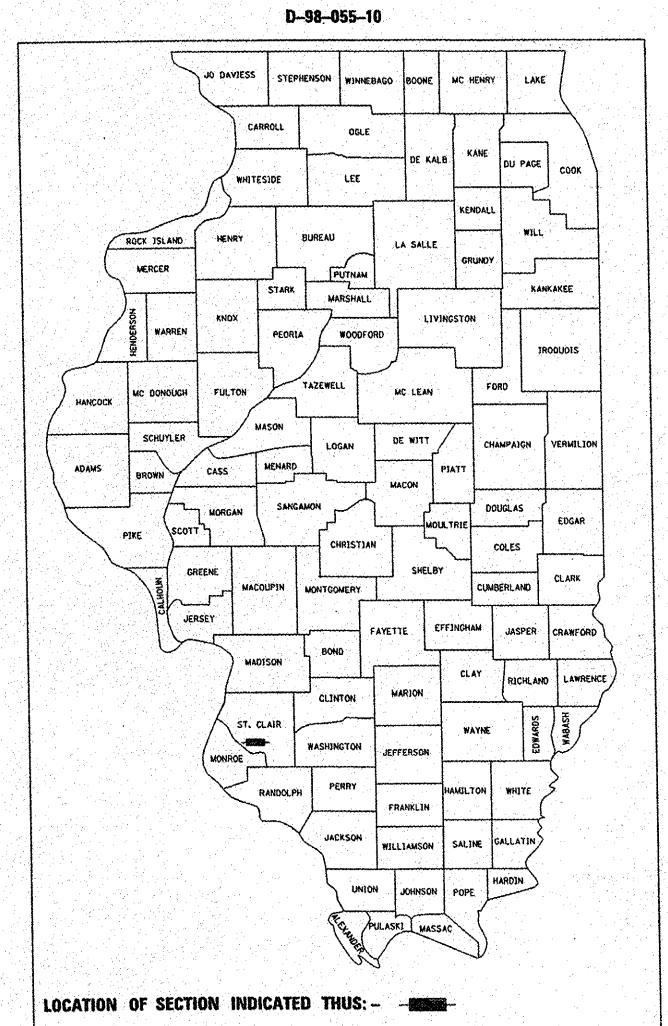 D-98-055-10
JO DAVIESS STEPHENSON WINNEBAGO BOONE MC HENRY LAKE
CARROLL OGLE DE KALB KANE DU PAGE COOK
WHITESIDE LEE
KENDALL
ROCK ISLAND HENRY BUREAU LA SALLE GRUNDY WILL
MERCER PUTNAM KANKAKEE
STARK MARSHALL
HENDERSON WARREN KNOX PEORIA WOODFORD LIVINGSTON IROQUOIS
HANCOCK MC DONOUGH FULTON TAZEWELL MC LEAN FORD
MASON
SCHUYLER LOGAN DE WITT CHAMPAIGN VERMILION
ADAMS BROWN CASS MENARD MACON PIATT
PIKE SCOTT MORGAN SANGAMON MOULTRIE DOUGLAS EDGAR
CHRISTIAN COLES
GREENE SHELBY
CALHOUN MACOUPIN MONTGOMERY CUMBERLAND CLARK
JERSEY FAYETTE EFFINGHAM JASPER CRAWFORD
MADISON BOND
CLINTON MARION CLAY RICHLAND LAWRENCE
ST. CLAIR WASHINGTON JEFFERSON WAYNE EDWARDS WABASH
MONROE
RANDOLPH PERRY FRANKLIN HAMILTON WHITE
JACKSON WILLIAMSON SALINE GALLATIN
UNION JOHNSON POPE HARDIN
ALEXANDER PULASKI MASSAC
LOCATION OF SECTION INDICATED THUS: -